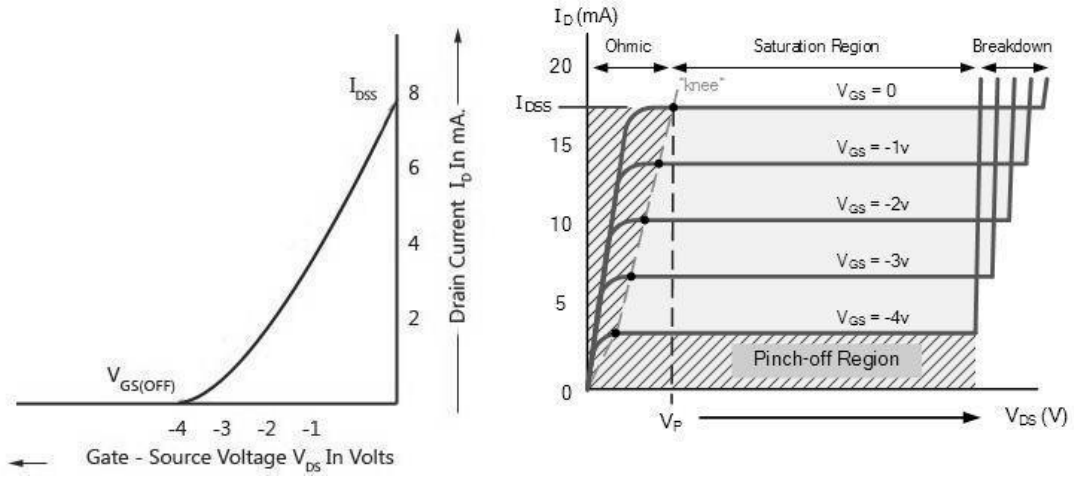 I_DSS
8
6
4
2
Drain Current I_D In mA.
V_GS(OFF)
-4 -3 -2 -1
Gate - Source Voltage V_DS In Volts
I_D (mA)
Ohmic Saturation Region Breakdown
20
"knee"
V_GS = 0
I_DSS
15
V_GS = -1v
V_GS = -2v
10
V_GS = -3v
5
V_GS = -4v
Pinch-off Region
0
V_P
V_DS (V)